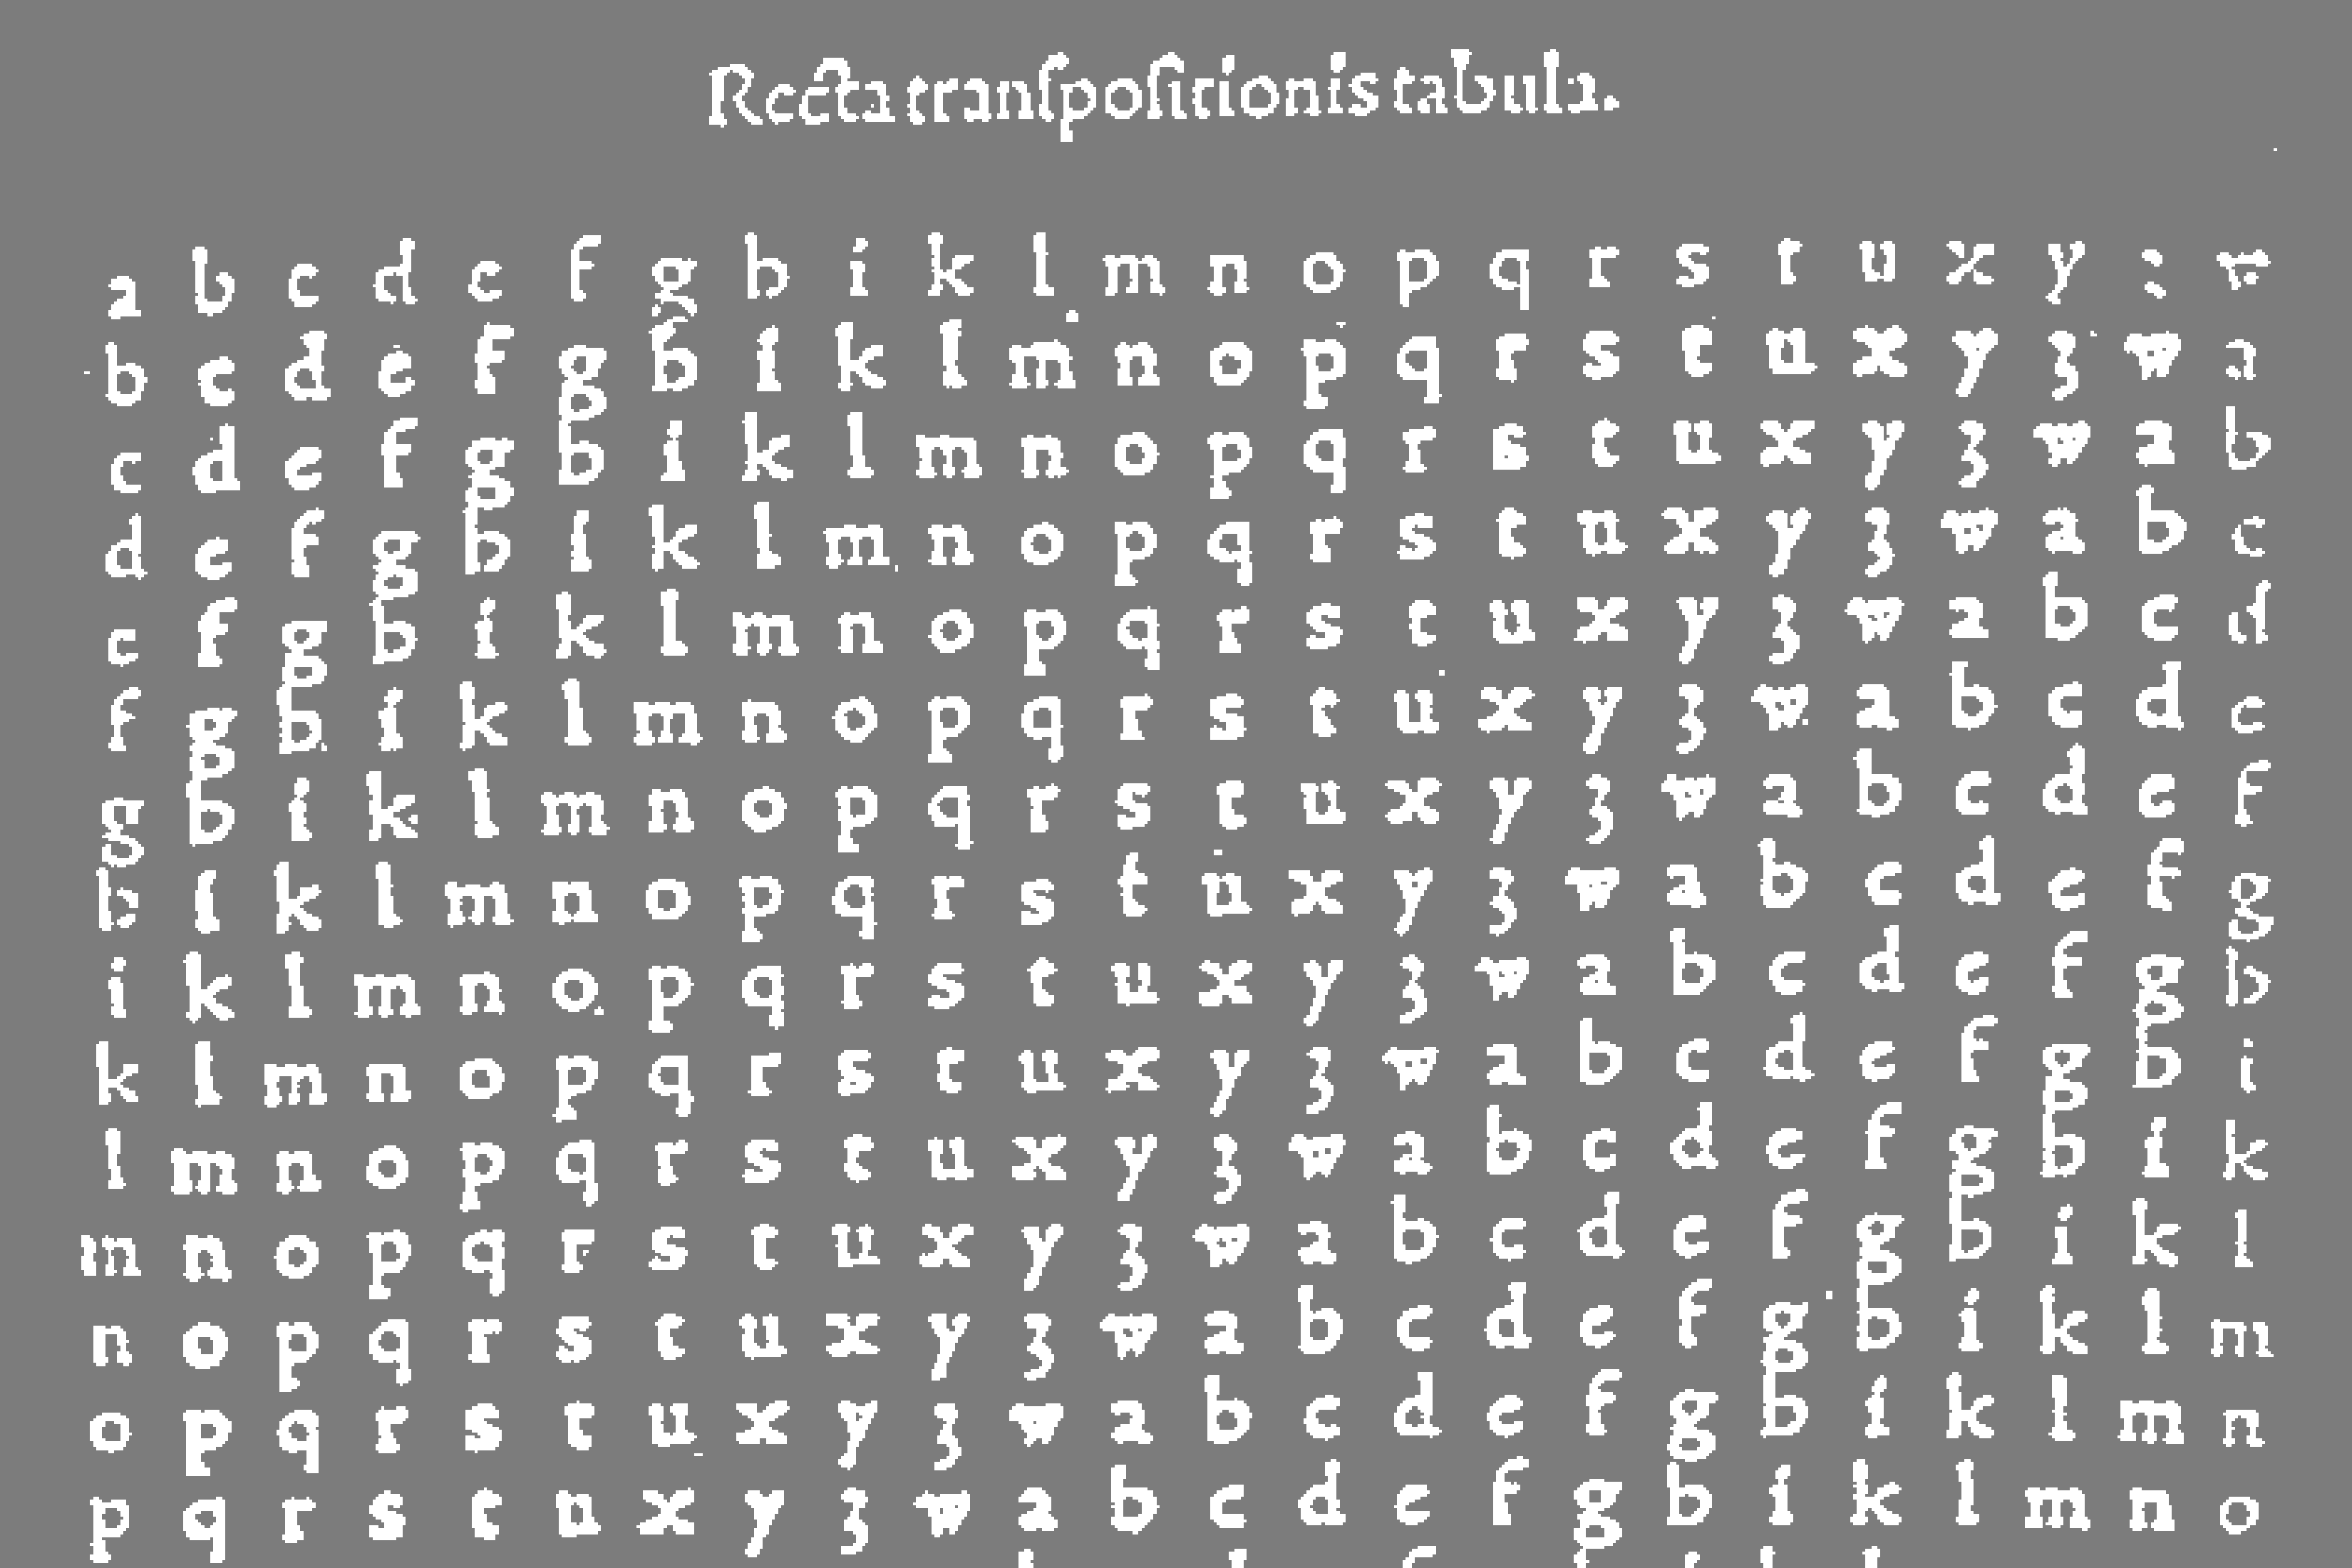 Recta tranſpoſitionis tabula.
a b c d e f g h i k l m n o p q r s t u x y z w
b c d e f g h i k l m n o p q r s t u x y z w a
c d e f g h i k l m n o p q r s t u x y z w a b
d e f g h i k l m n o p q r s t u x y z w a b c
e f g h i k l m n o p q r s t u x y z w a b c d
f g h i k l m n o p q r s t u x y z w a b c d e
g h i k l m n o p q r s t u x y z w a b c d e f
h i k l m n o p q r s t u x y z w a b c d e f g
i k l m n o p q r s t u x y z w a b c d e f g h
k l m n o p q r s t u x y z w a b c d e f g h i
l m n o p q r s t u x y z w a b c d e f g h i k
m n o p q r s t u x y z w a b c d e f g h i k l
n o p q r s t u x y z w a b c d e f g h i k l m
o p q r s t u x y z w a b c d e f g h i k l m n
p q r s t u x y z w a b c d e f g h i k l m n o